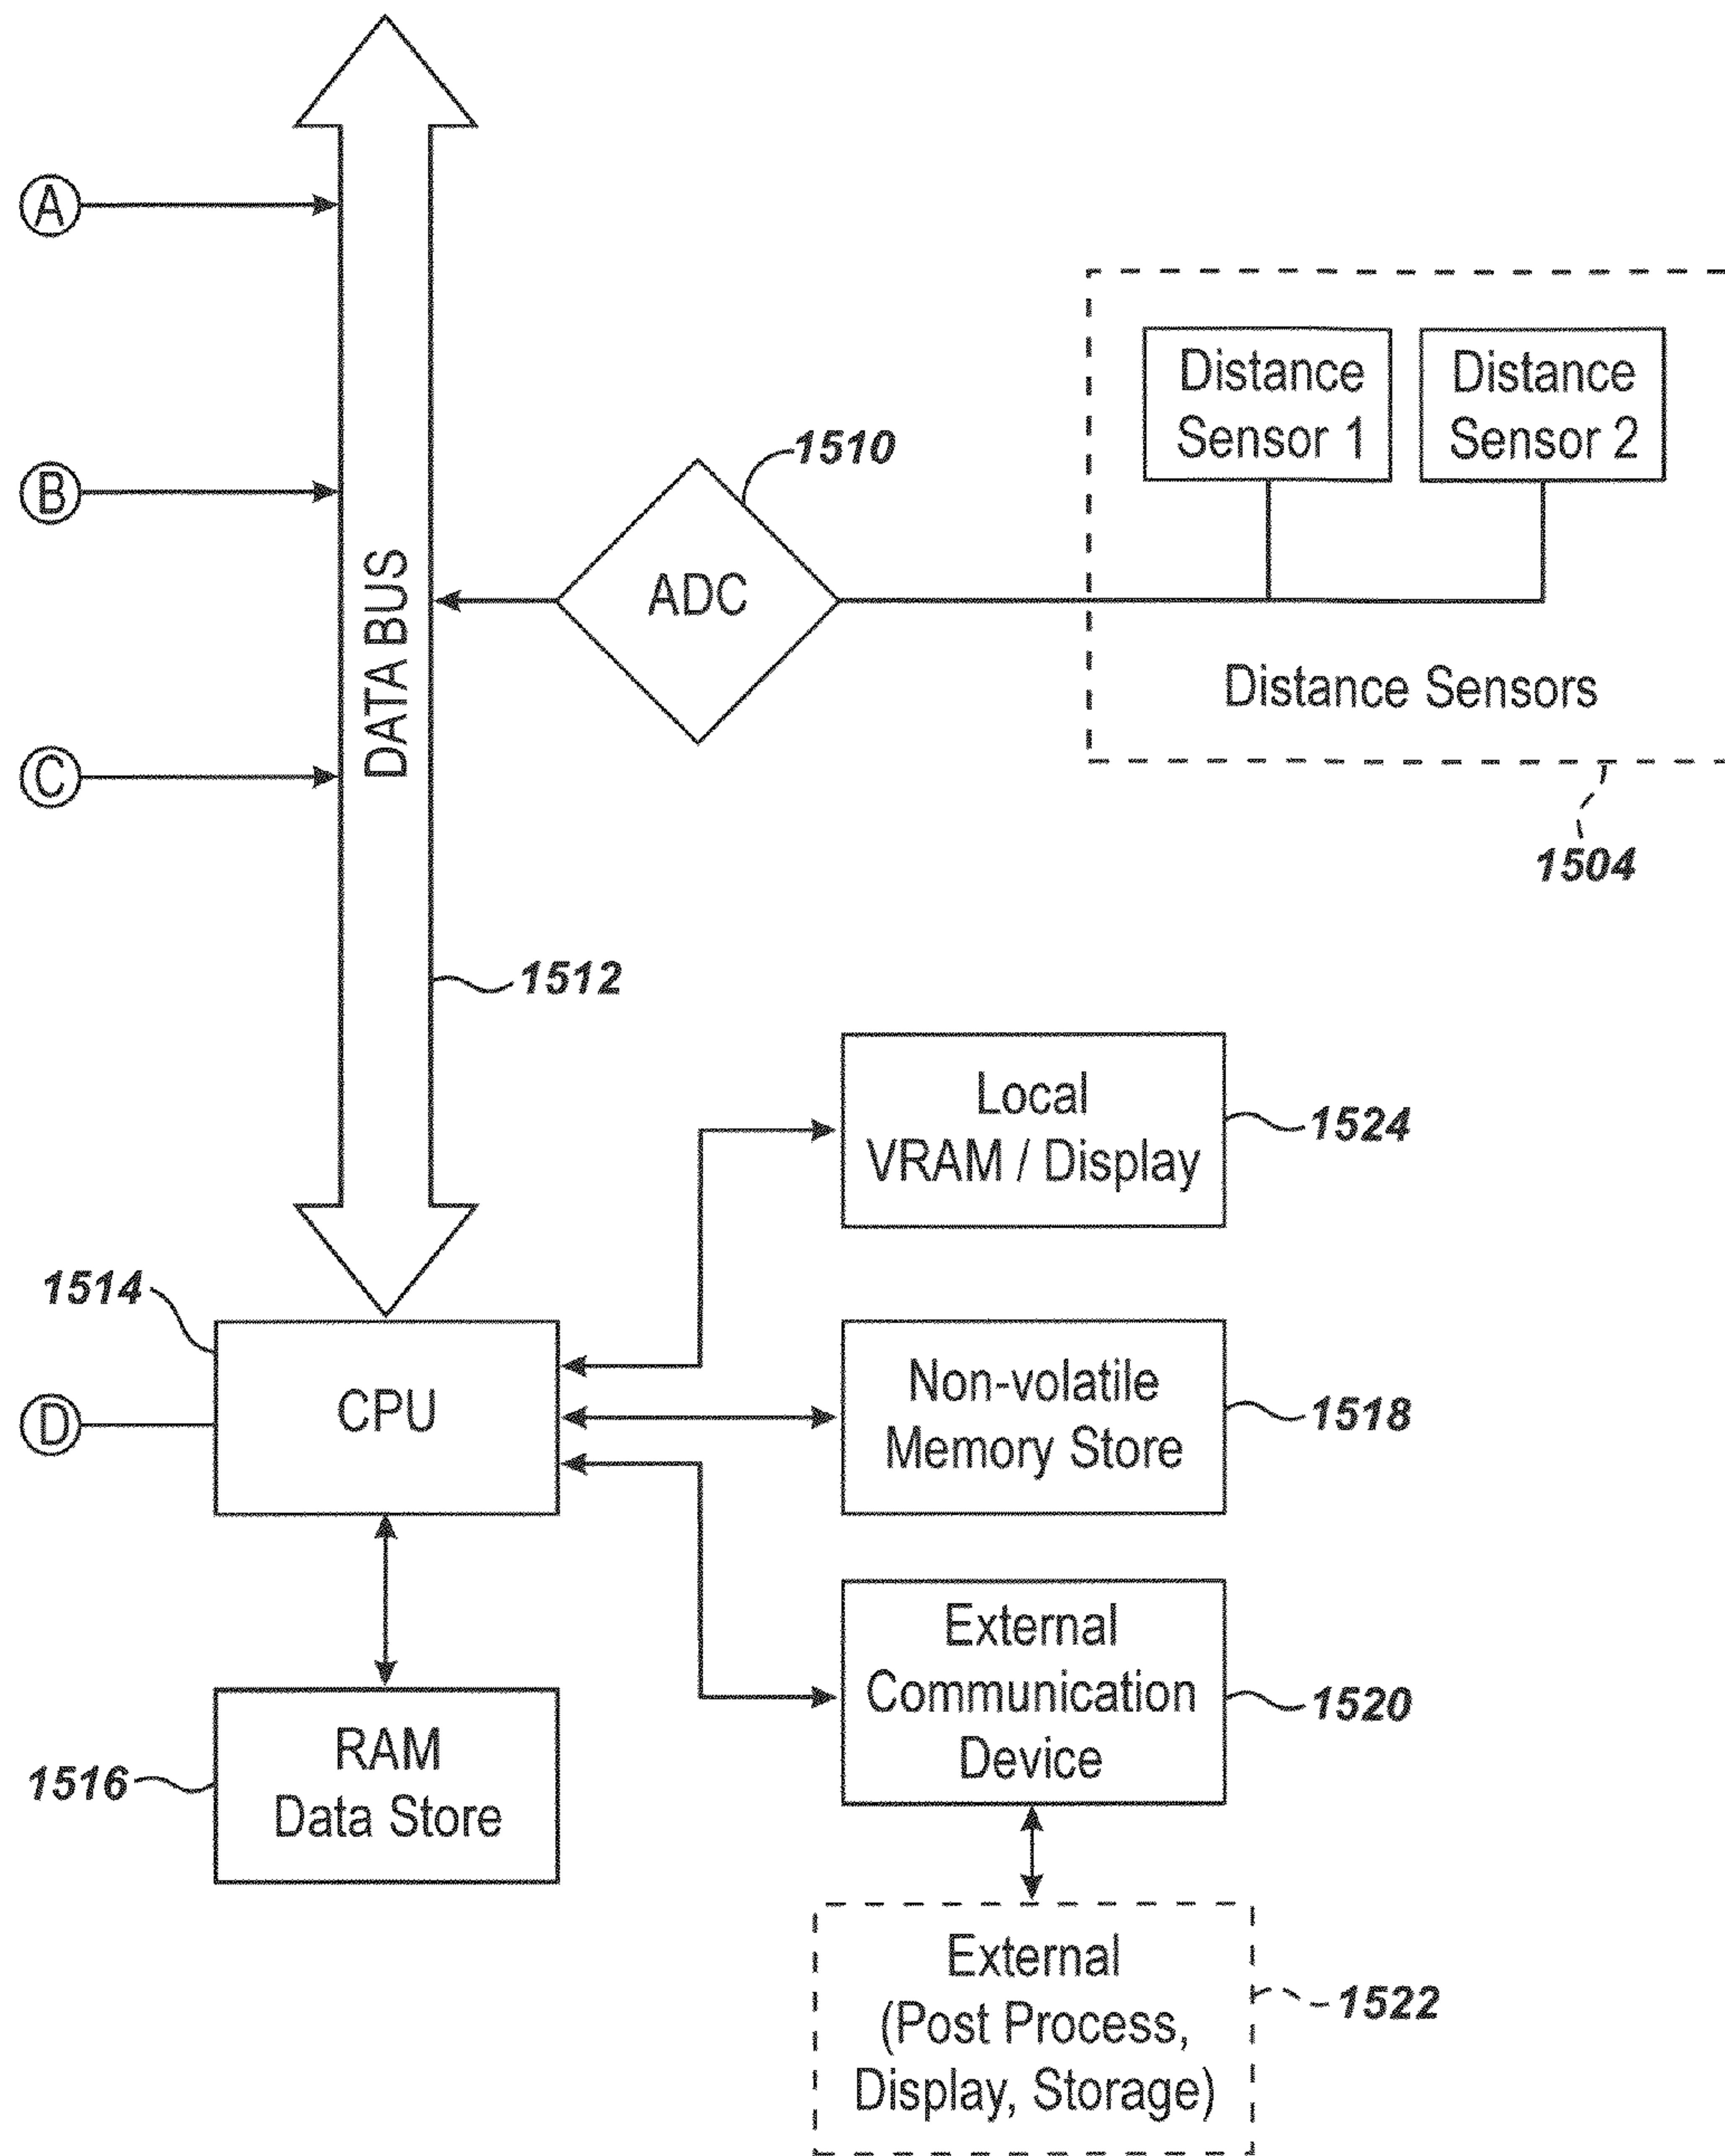 A
Distance
Sensor 1
Distance
Sensor 2
1510
B
ADC
DATA BUS
Distance Sensors
C
1504
1512
Local
VRAM / Display
1524
1514
CPU
D
Non-volatile
Memory Store
1518
External
Communication
Device
1520
RAM
Data Store
1516
External
(Post Process,
Display, Storage)
1522